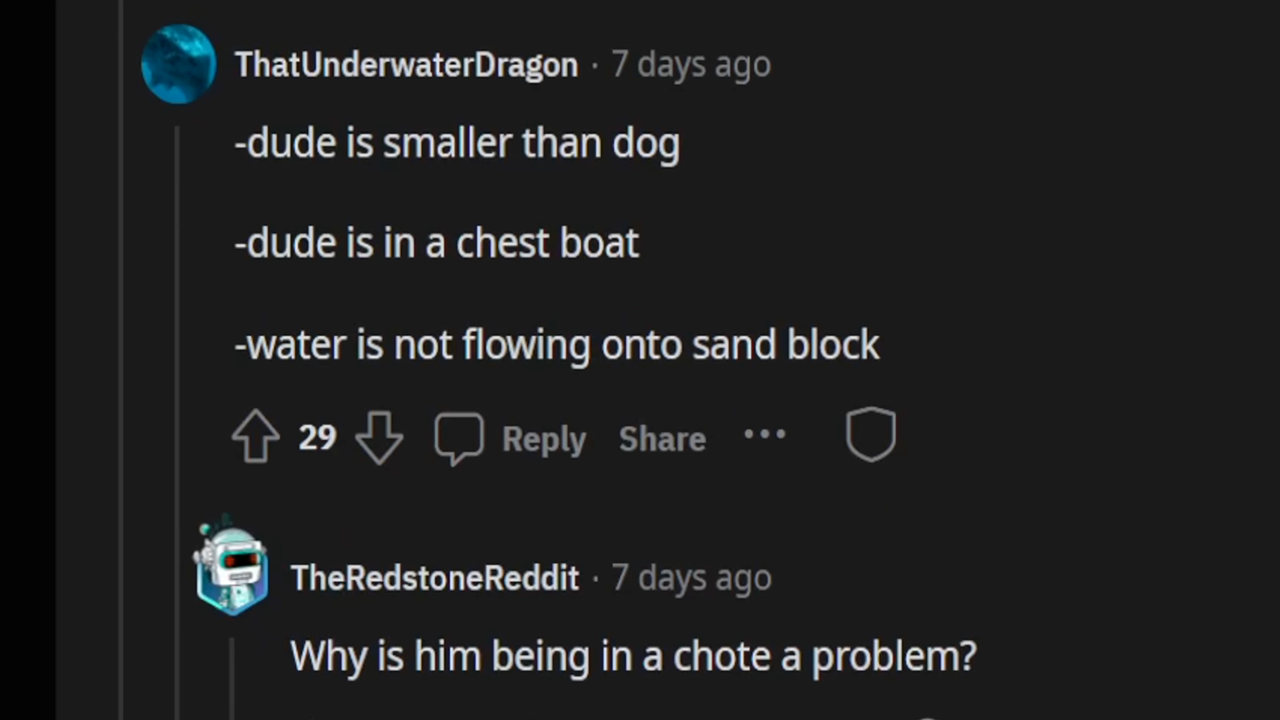 ThatUnderwaterDragon · 7 days ago
-dude is smaller than dog
-dude is in a chest boat
-water is not flowing onto sand block
29 Reply Share ···
TheRedstoneReddit · 7 days ago
Why is him being in a chote a problem?